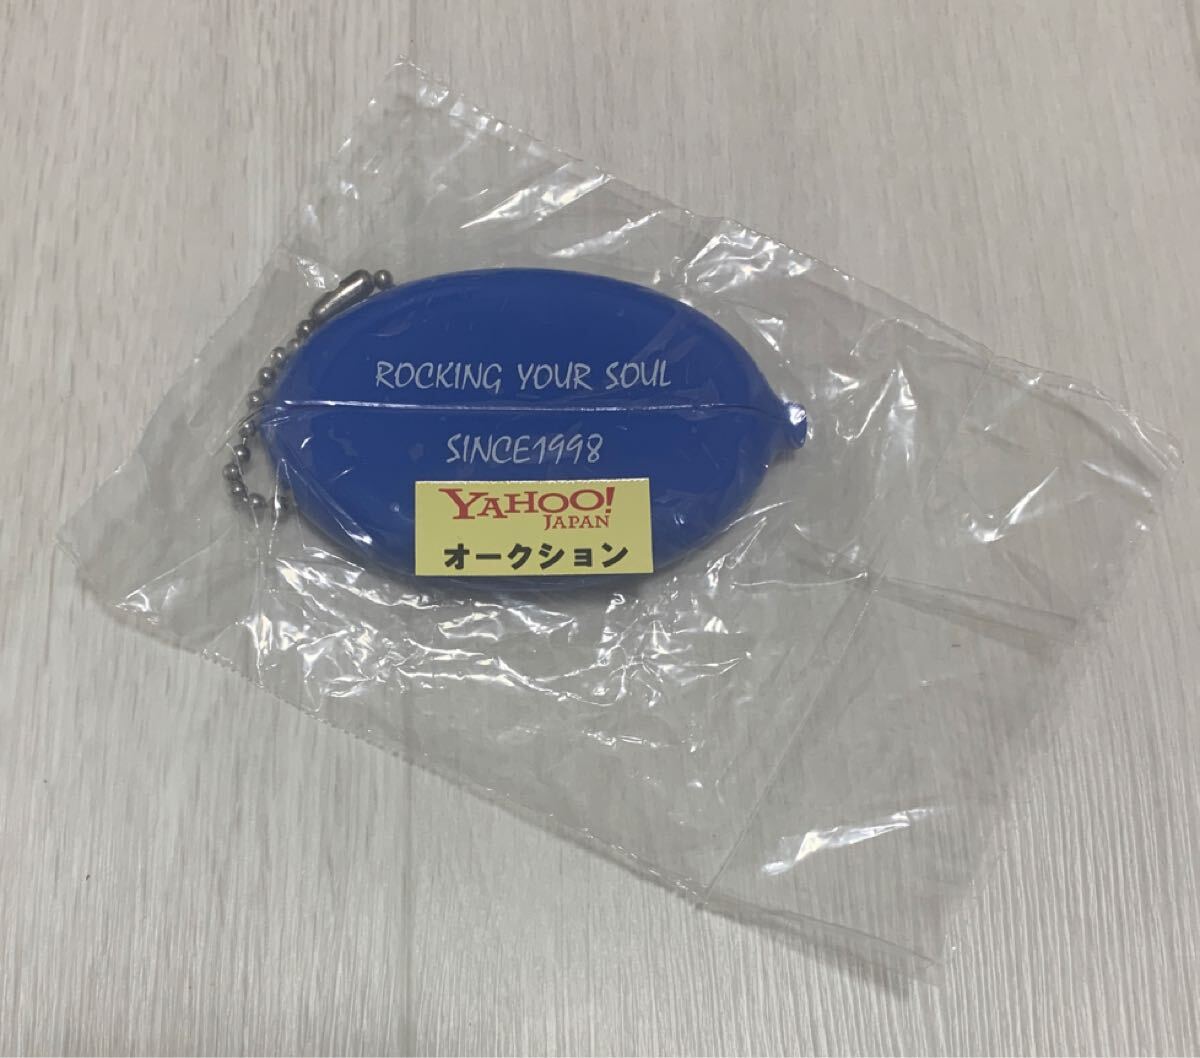 ROCKING YOUR SOUL
SINCE1998
YAHOO!
JAPAN
オークション